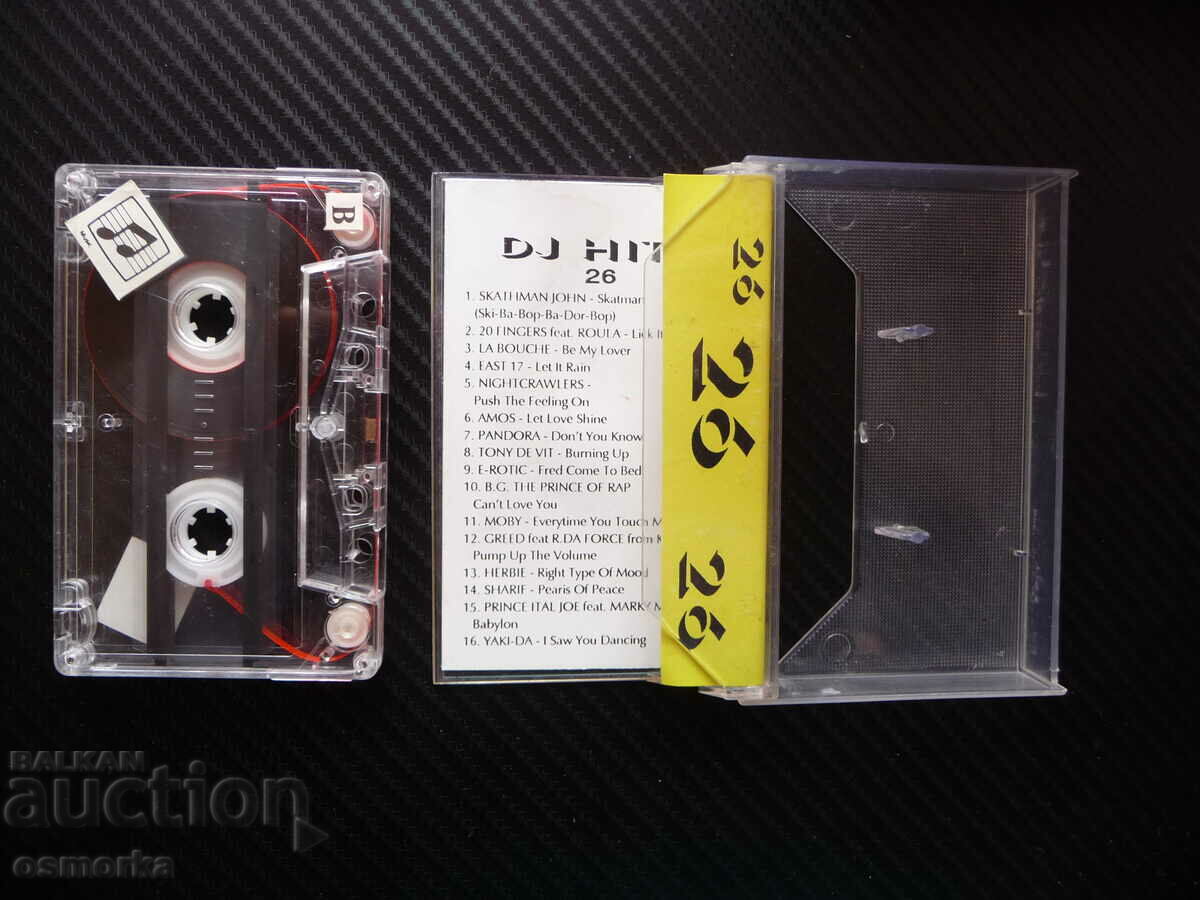 B
DJ HIT
26
1. SKATHMAN JOHN - Skatman
(Ski-Ba-Bop-Ba-Dor-Bop)
2. 20 FINGERS feat. ROULA - Lick It
3. LA BOUCHE - Be My Lover
4. EAST 17 - Let It Rain
5. NIGHTCRAWLERS -
Push The Feeling On
6. AMOS - Let Love Shine
7. PANDORA - Don't You Know
8. TONY DE VIT - Burning Up
9. E-ROTIC - Fred Come To Bed
10. B.G. THE PRINCE OF RAP
Can't Love You
11. MOBY - Everytime You Touch M
12. GREED feat R.DA FORCE from K
Pump Up The Volume
13. HERBIE - Right Type Of Mood
14. SHARIF - Pearis Of Peace
15. PRINCE ITAL JOE feat. MARKY M
Babylon
16. YAKI-DA - I Saw You Dancing
26
26
26
BALKAN
auction
osmorka